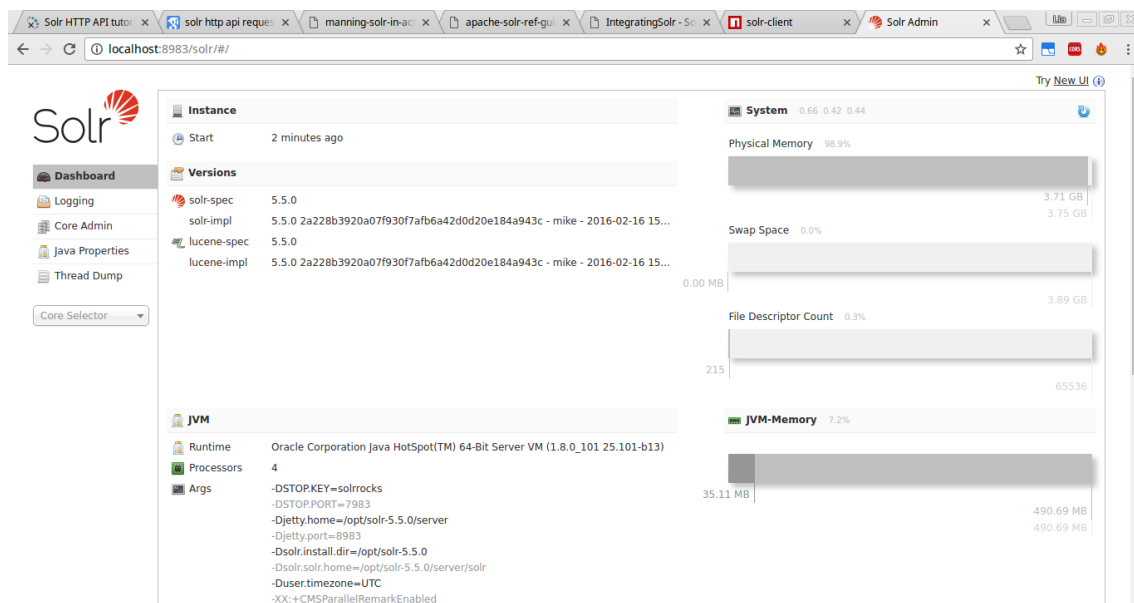 Solr HTTP API tutor
solr http api reques
manning-solr-in-act
apache-solr-ref-gui
IntegratingSolr - So
solr-client
Solr Admin
localhost:8983/solr/#/
Try New UI (i)
Solr
Dashboard
Logging
Core Admin
Java Properties
Thread Dump
Core Selector
Instance
Start 2 minutes ago
Versions
solr-spec 5.5.0
solr-impl 5.5.0 2a228b3920a07f930f7afb6a42d0d20e184a943c - mike - 2016-02-16 15...
lucene-spec 5.5.0
lucene-impl 5.5.0 2a228b3920a07f930f7afb6a42d0d20e184a943c - mike - 2016-02-16 15...
System 0.66 0.42 0.44
Physical Memory 98.9%
3.71 GB
3.75 GB
Swap Space 0.0%
0.00 MB
3.89 GB
File Descriptor Count 0.3%
215
65536
JVM
Runtime Oracle Corporation Java HotSpot(TM) 64-Bit Server VM (1.8.0_101 25.101-b13)
Processors 4
Args -DSTOP.KEY=solrrocks
-DSTOP.PORT=7983
-Djetty.home=/opt/solr-5.5.0/server
-Djetty.port=8983
-Dsolr.install.dir=/opt/solr-5.5.0
-Dsolr.solr.home=/opt/solr-5.5.0/server/solr
-Duser.timezone=UTC
-XX:+CMSParallelRemarkEnabled
JVM-Memory 7.2%
35.11 MB
490.69 MB
490.69 MB